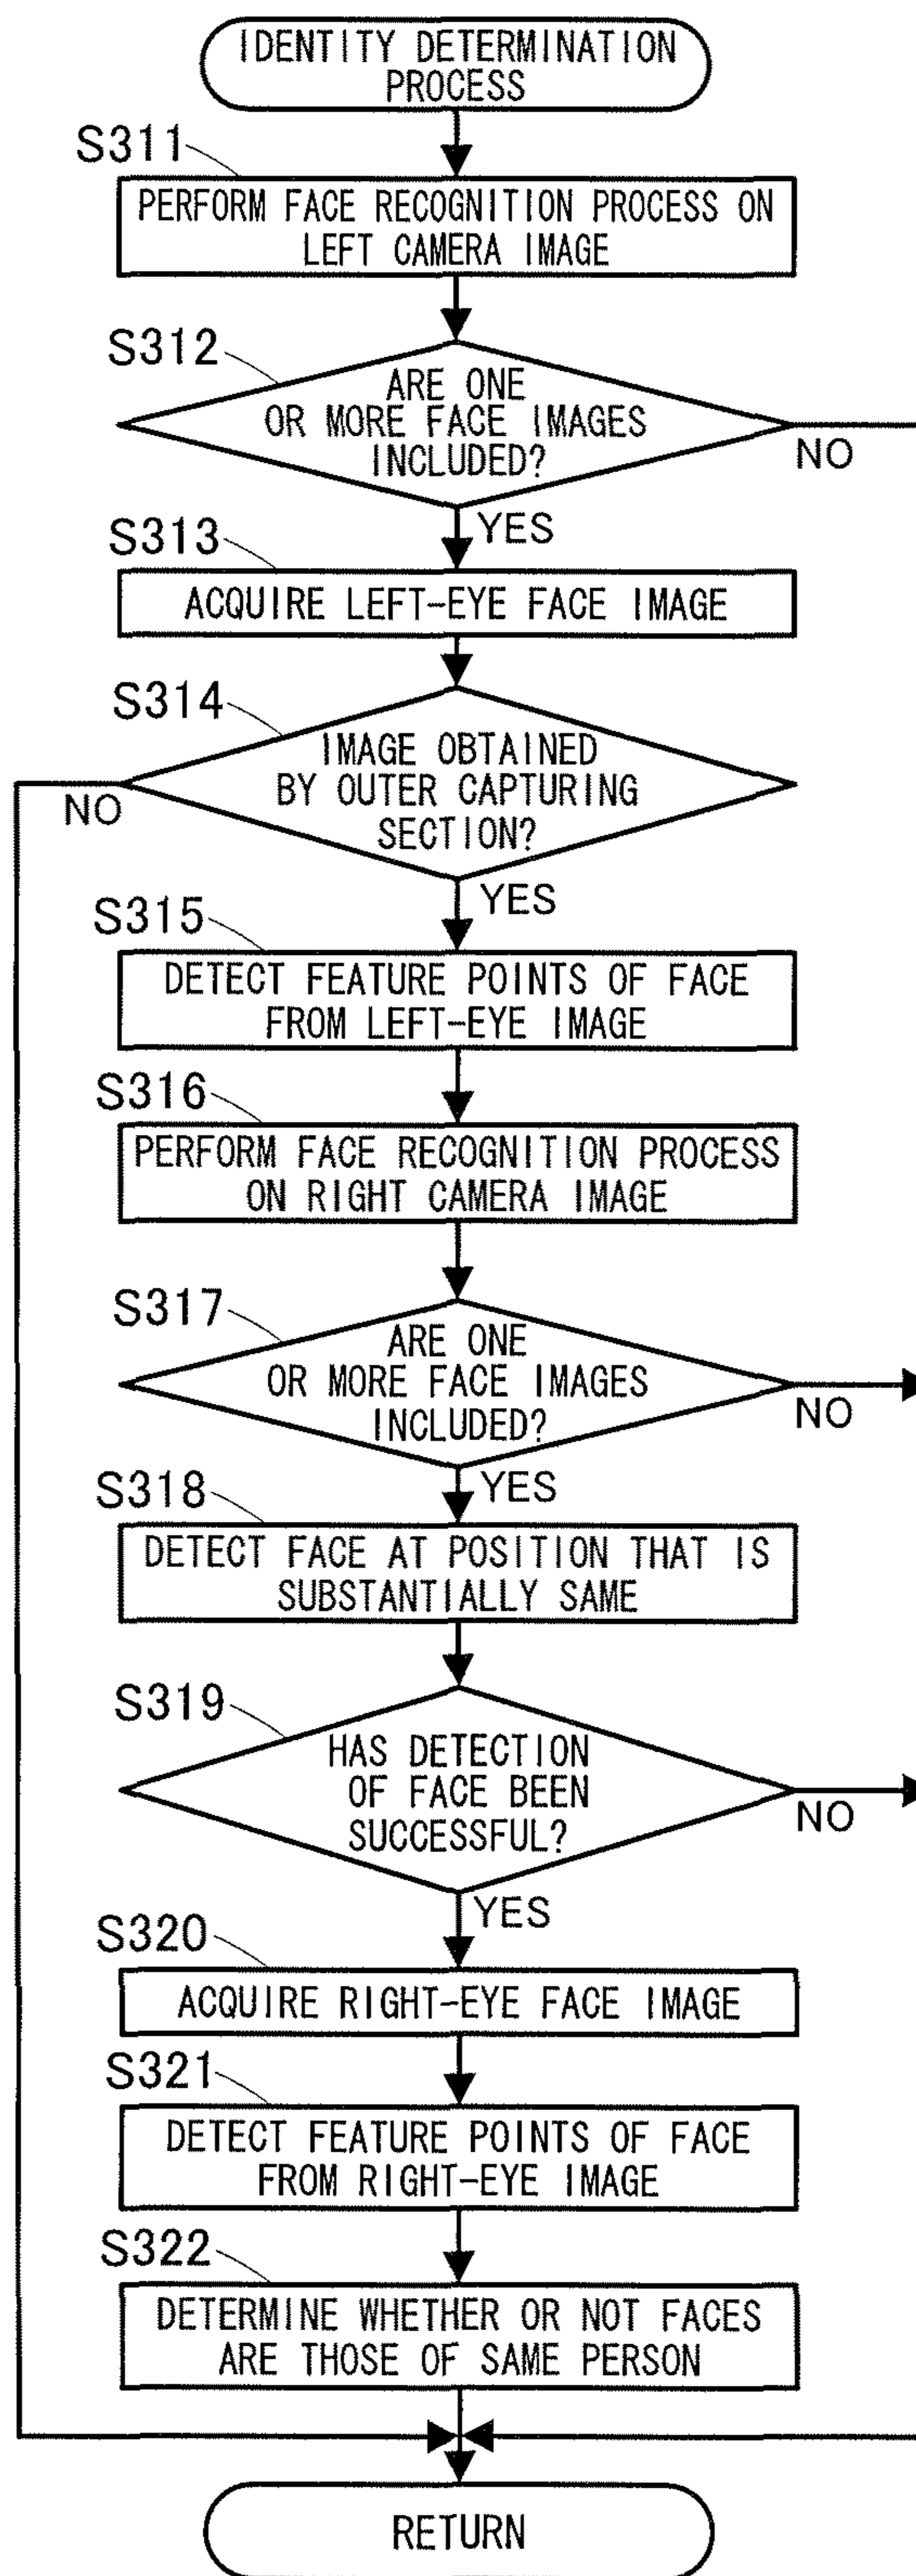 IDENTITY DETERMINATION
PROCESS
S311
PERFORM FACE RECOGNITION PROCESS ON
LEFT CAMERA IMAGE
S312
ARE ONE
OR MORE FACE IMAGES
INCLUDED?
NO
YES
S313
ACQUIRE LEFT-EYE FACE IMAGE
S314
IMAGE OBTAINED
BY OUTER CAPTURING
SECTION?
NO
YES
S315
DETECT FEATURE POINTS OF FACE
FROM LEFT-EYE IMAGE
S316
PERFORM FACE RECOGNITION PROCESS
ON RIGHT CAMERA IMAGE
S317
ARE ONE
OR MORE FACE IMAGES
INCLUDED?
NO
YES
S318
DETECT FACE AT POSITION THAT IS
SUBSTANTIALLY SAME
S319
HAS DETECTION
OF FACE BEEN
SUCCESSFUL?
NO
YES
S320
ACQUIRE RIGHT-EYE FACE IMAGE
S321
DETECT FEATURE POINTS OF FACE
FROM RIGHT-EYE IMAGE
S322
DETERMINE WHETHER OR NOT FACES
ARE THOSE OF SAME PERSON
RETURN